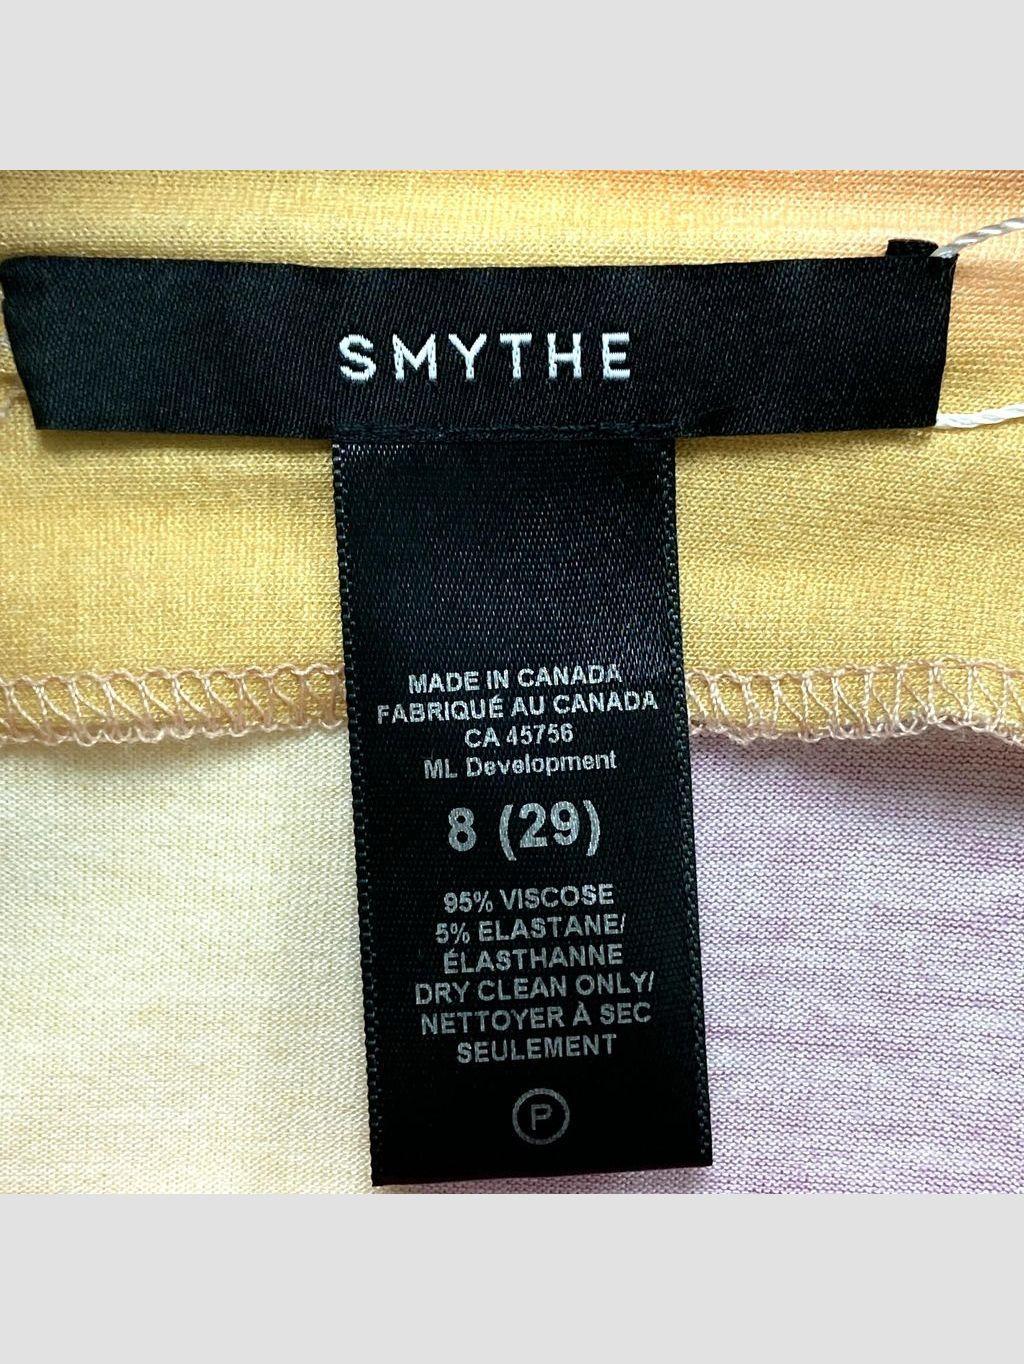 SMYTHE
MADE IN CANADA
FABRIQUÉ AU CANADA
CA 45756
ML Development
8 (29)
95% VISCOSE
5% ELASTANE/
ÉLASTHANNE
DRY CLEAN ONLY/
NETTOYER À SEC
SEULEMENT
P